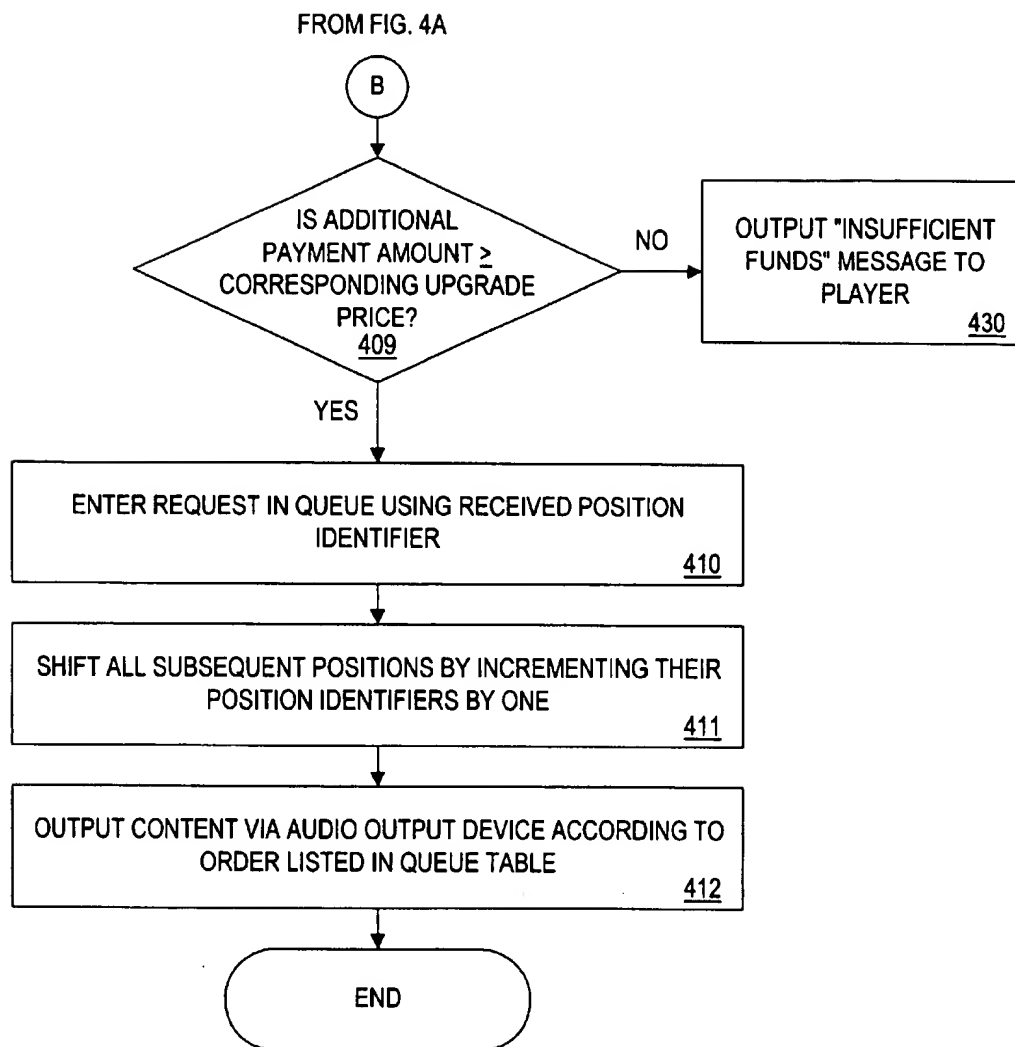 FROM FIG. 4A
B
IS ADDITIONAL
PAYMENT AMOUNT ≥
CORRESPONDING UPGRADE
PRICE?
409
NO
OUTPUT "INSUFFICIENT
FUNDS" MESSAGE TO
PLAYER
430
YES
ENTER REQUEST IN QUEUE USING RECEIVED POSITION
IDENTIFIER
410
SHIFT ALL SUBSEQUENT POSITIONS BY INCREMENTING THEIR
POSITION IDENTIFIERS BY ONE
411
OUTPUT CONTENT VIA AUDIO OUTPUT DEVICE ACCORDING TO
ORDER LISTED IN QUEUE TABLE
412
END